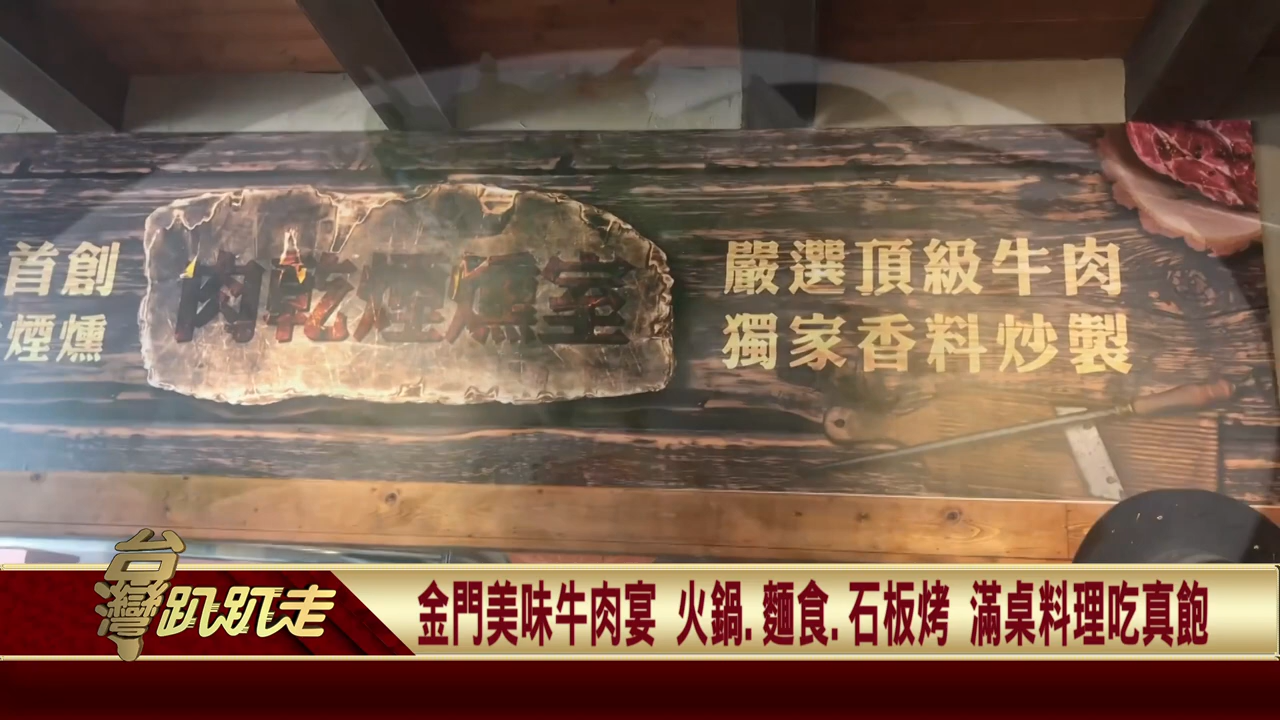 首創
煙燻
肉乾煙燻室
嚴選頂級牛肉
獨家香料炒製
台灣趴趴走
金門美味牛肉宴 火鍋.麵食.石板烤 滿桌料理吃真飽